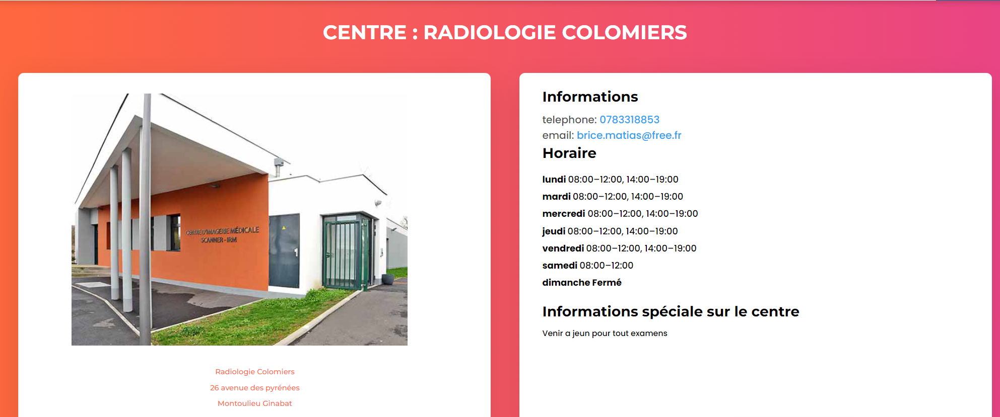 CENTRE : RADIOLOGIE COLOMIERS
CENTRE D'IMAGERIE MÉDICALE
SCANNER - IRM
Radiologie Colomiers
26 avenue des pyrénées
Montoulieu Ginabat
Informations
telephone: 0783318853
email: brice.matias@free.fr
Horaire
lundi 08:00–12:00, 14:00–19:00
mardi 08:00–12:00, 14:00–19:00
mercredi 08:00–12:00, 14:00–19:00
jeudi 08:00–12:00, 14:00–19:00
vendredi 08:00–12:00, 14:00–19:00
samedi 08:00–12:00
dimanche Fermé
Informations spéciale sur le centre
Venir a jeun pour tout examens